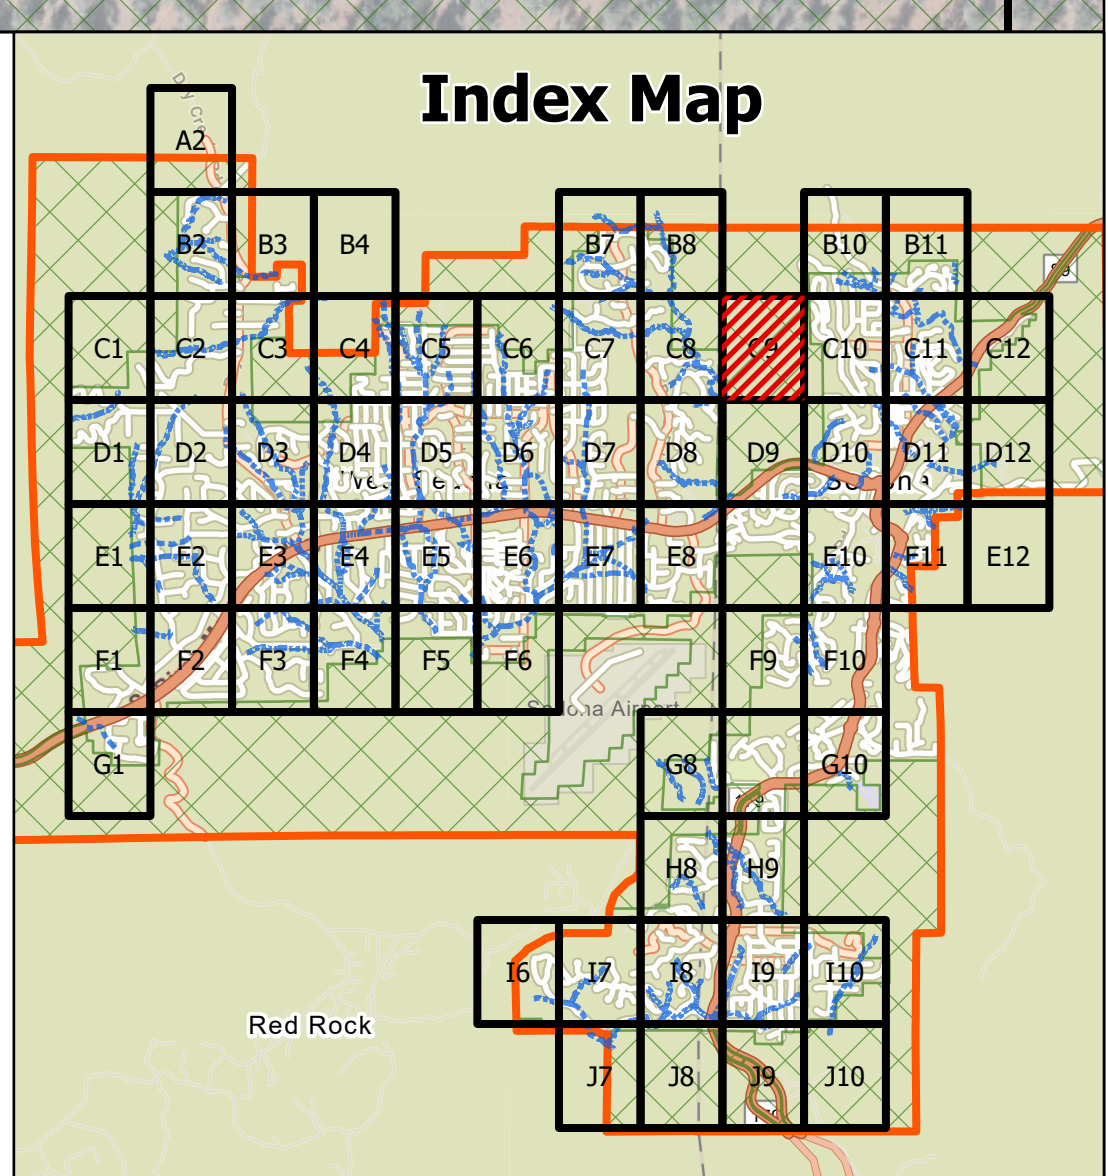 Index Map
A2
B2 B3 B4 B7 B8 B10 B11
C1 C2 C3 C4 C5 C6 C7 C8 C9 C10 C11 C12
D1 D2 D3 D4 D5 D6 D7 D8 D9 D10 D11 D12
E1 E2 E3 E4 E5 E6 E7 E8 E10 E11 E12
F1 F2 F3 F4 F5 F6 F9 F10
Sedona Airport
G1 G8 G10
H8 H9
I6 I7 I8 I9 I10
Red Rock
J7 J8 J9 J10